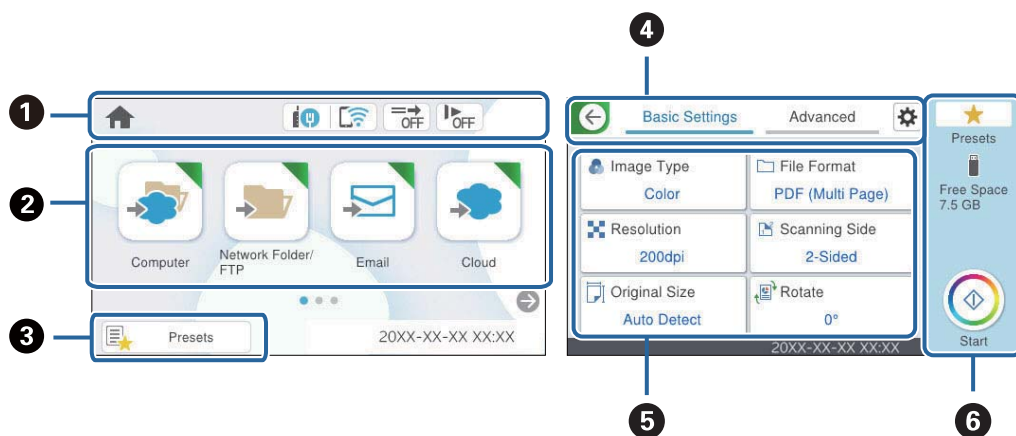 4
1
OFF
OFF
2
Computer
Network Folder/
FTP
Email
Cloud
3
Presets
20XX-XX-XX XX:XX
Basic Settings
Advanced
Image Type
Color
File Format
PDF (Multi Page)
Resolution
200dpi
Scanning Side
2-Sided
Original Size
Auto Detect
Rotate
0°
20XX-XX-XX XX:XX
Presets
Free Space
7.5 GB
Start
5
6